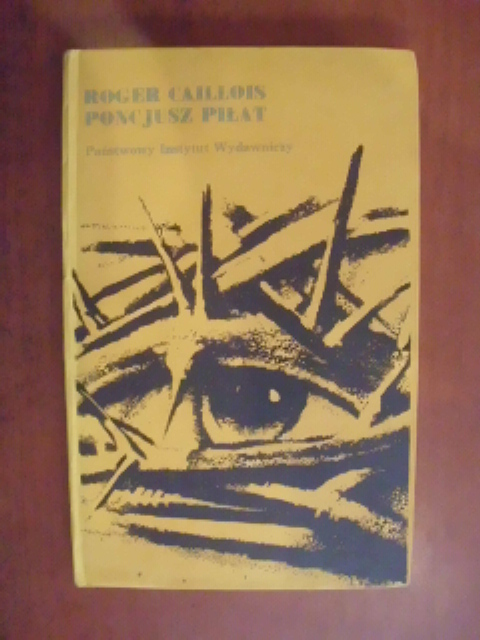 ROGER CAILLOIS
PONCJUSZ PIŁAT
Państwowy Instytut Wydawniczy